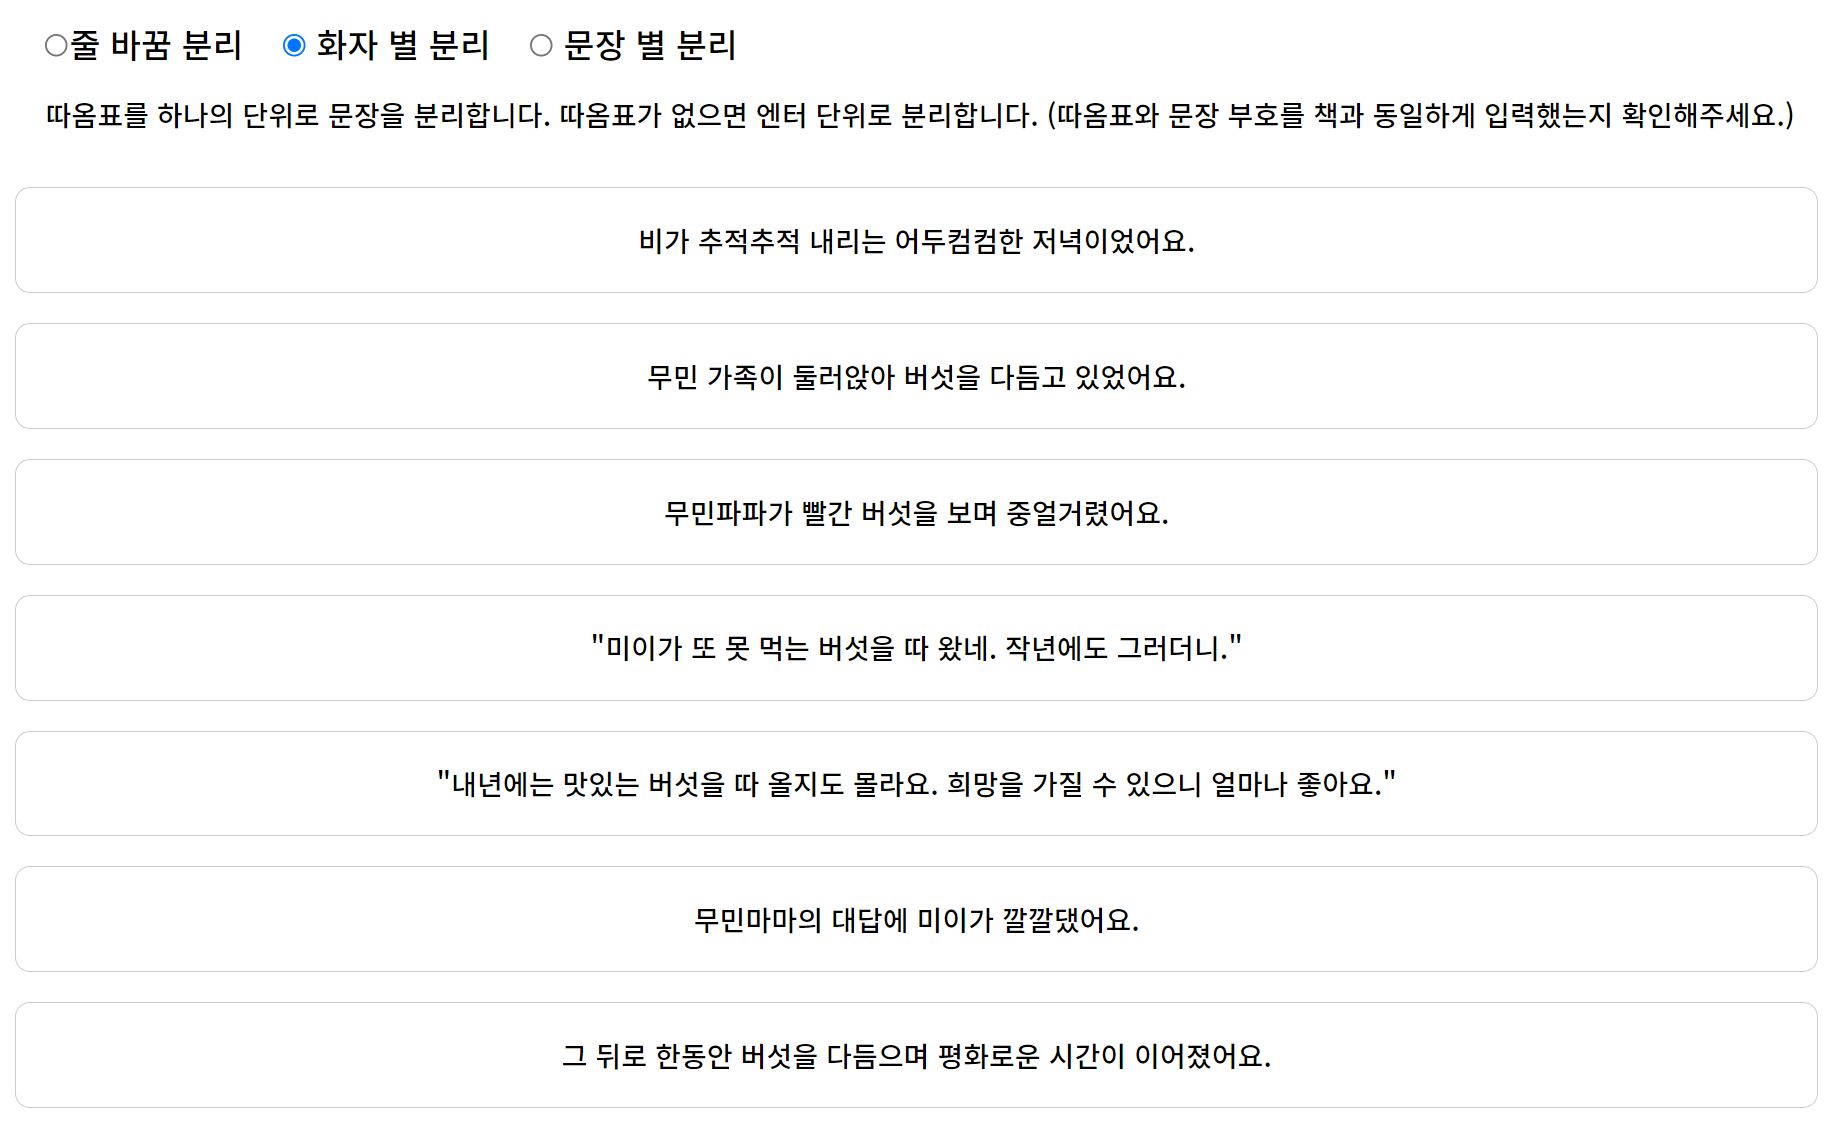 줄 바꿈 분리 화자 별 분리 문장 별 분리
따옴표를 하나의 단위로 문장을 분리합니다. 따옴표가 없으면 엔터 단위로 분리합니다. (따옴표와 문장 부호를 책과 동일하게 입력했는지 확인해주세요.)
비가 추적추적 내리는 어두컴컴한 저녁이었어요.
무민 가족이 둘러앉아 버섯을 다듬고 있었어요.
무민파파가 빨간 버섯을 보며 중얼거렸어요.
"미이가 또 못 먹는 버섯을 따 왔네. 작년에도 그러더니."
"내년에는 맛있는 버섯을 따 올지도 몰라요. 희망을 가질 수 있으니 얼마나 좋아요."
무민마마의 대답에 미이가 깔깔댔어요.
그 뒤로 한동안 버섯을 다듬으며 평화로운 시간이 이어졌어요.